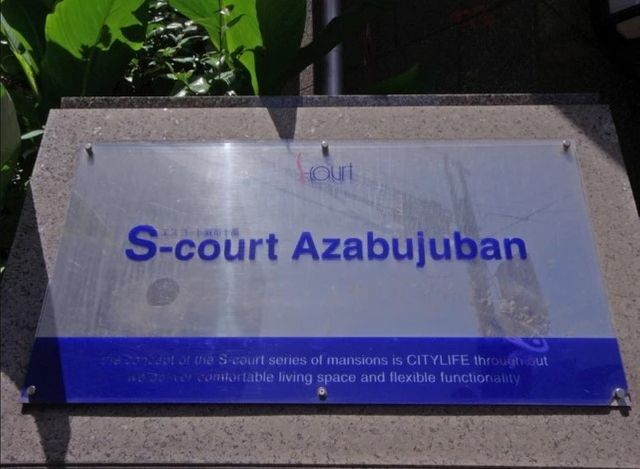 S-court
エスコート麻布十番
S-court Azabujuban
The concept of the S-court series of mansions is CITYLIFE throughout
we deliver comfortable living space and flexible functionality